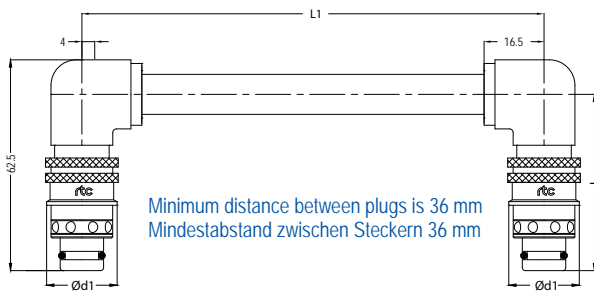 L1
4
16.5
62.5
rtc
rtc
Minimum distance between plugs is 36 mm
Mindestabstand zwischen Steckern 36 mm
Ød1
Ød1